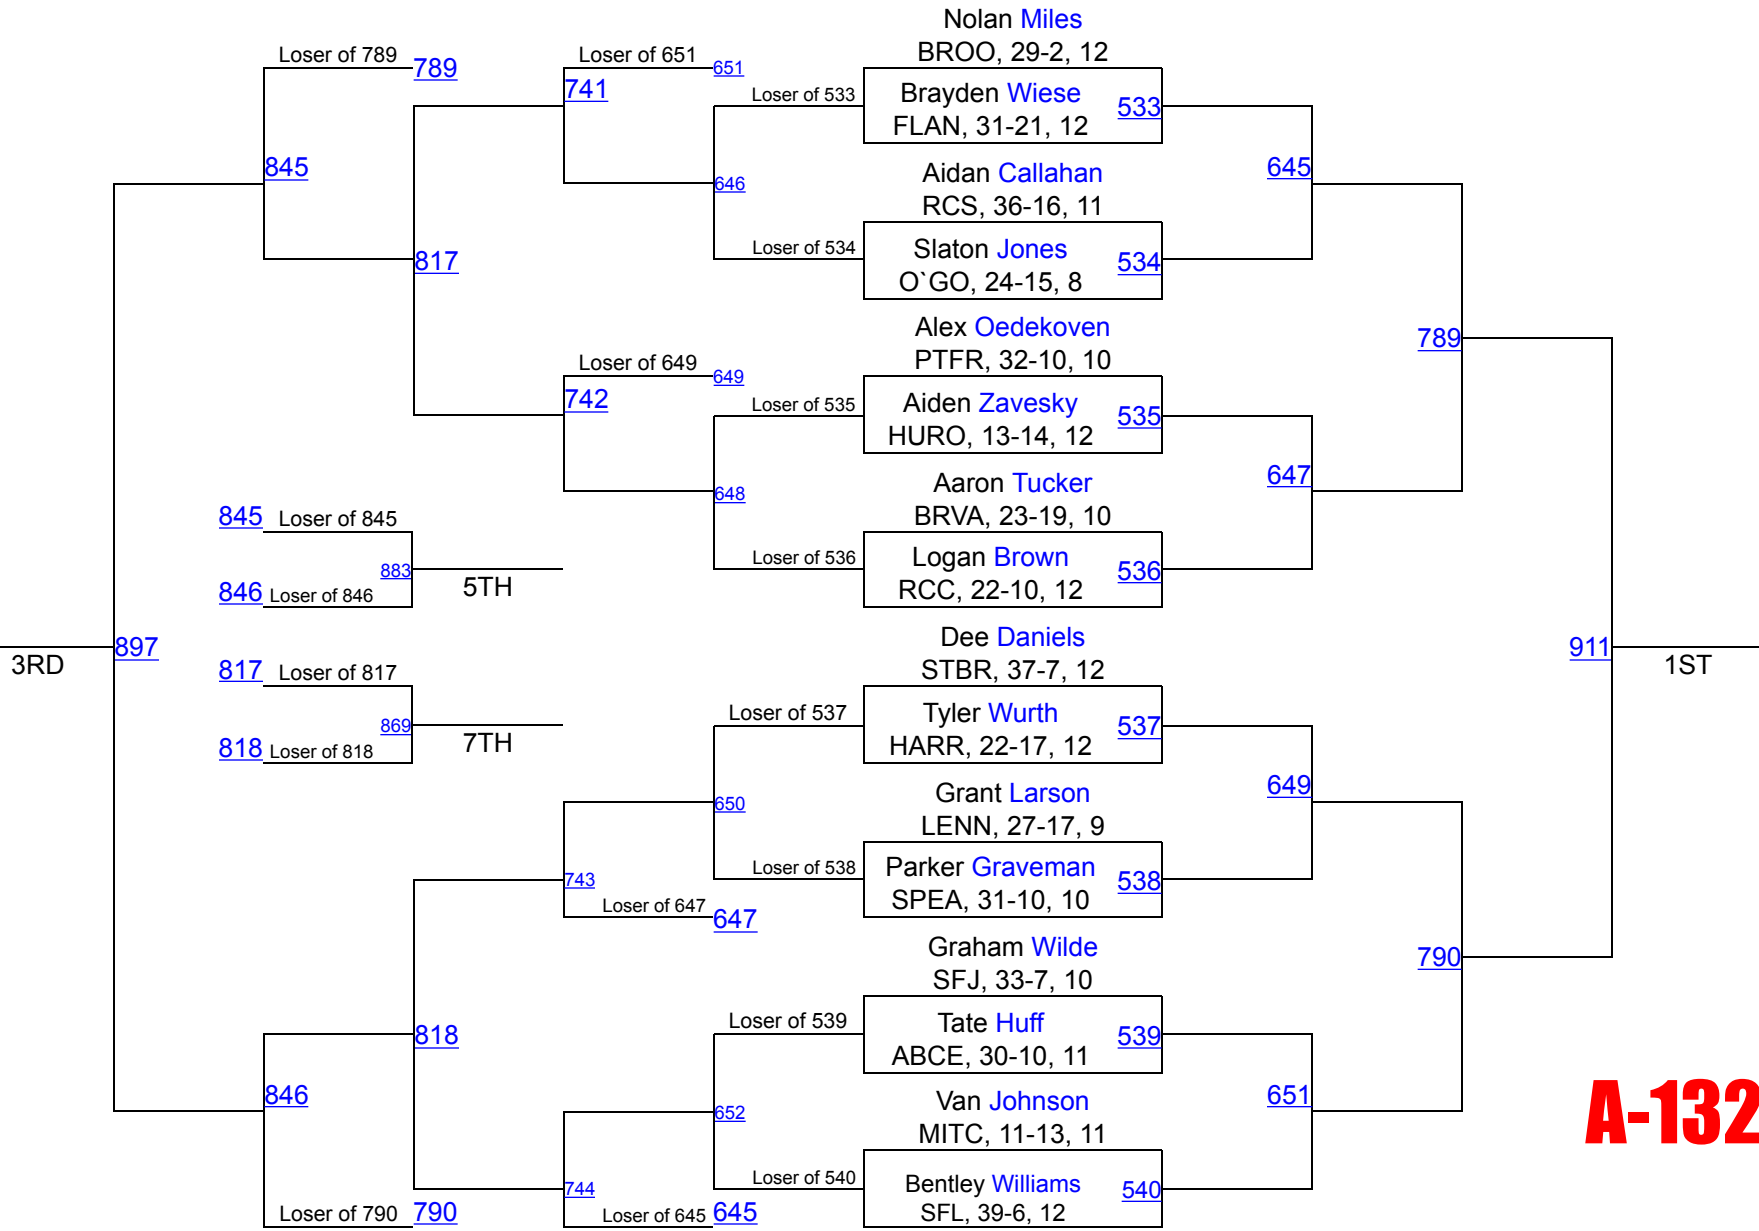 Nolan Miles
BROO, 29-2, 12
Loser of 789
789
Loser of 651
651
741
Loser of 533
Brayden Wiese
FLAN, 31-21, 12
533
845
646
Aidan Callahan
RCS, 36-16, 11
645
817
Loser of 534
Slaton Jones
O`GO, 24-15, 8
534
Alex Oedekoven
PTFR, 32-10, 10
789
Loser of 649
649
742
Loser of 535
Aiden Zavesky
HURO, 13-14, 12
535
648
Aaron Tucker
BRVA, 23-19, 10
647
845
Loser of 845
883
5TH
846
Loser of 846
Loser of 536
Logan Brown
RCC, 22-10, 12
536
Dee Daniels
STBR, 37-7, 12
3RD
897
911
1ST
817
Loser of 817
869
7TH
818
Loser of 818
Loser of 537
Tyler Wurth
HARR, 22-17, 12
537
650
Grant Larson
LENN, 27-17, 9
649
743
Loser of 647
647
Loser of 538
Parker Graveman
SPEA, 31-10, 10
538
Graham Wilde
SFJ, 33-7, 10
790
818
Loser of 539
Tate Huff
ABCE, 30-10, 11
539
846
652
Van Johnson
MITC, 11-13, 11
651
A-132
744
Loser of 540
Bentley Williams
SFL, 39-6, 12
540
Loser of 790
790
Loser of 645
645